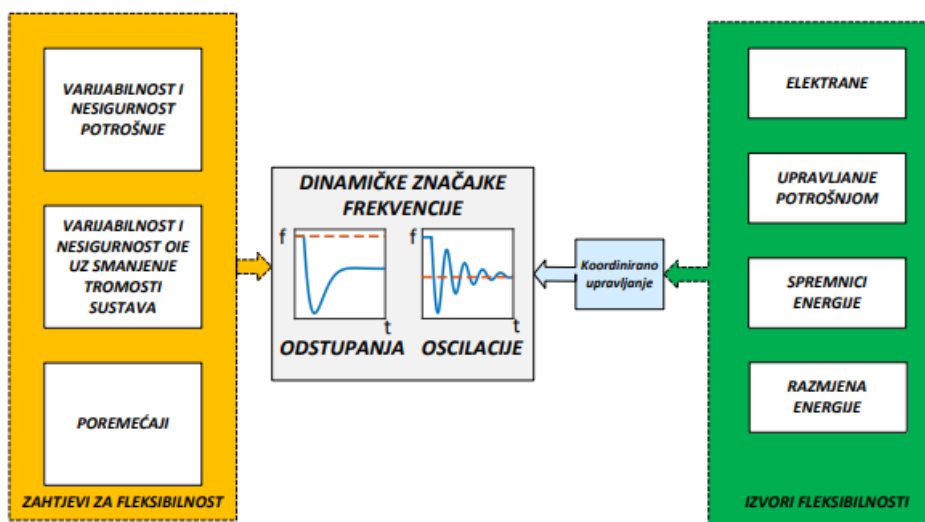 VARIJABILNOST I
NESIGURNOST
POTROŠNJE
VARIJABILNOST I
NESIGURNOST OIE
UZ SMANJENJE
TROMOSTI
SUSTAVA
POREMEĆAJI
ZAHTJEVI ZA FLEKSIBILNOST
DINAMIČKE ZNAČAJKE
FREKVENCIJE
f
t
ODSTUPANJA
f
t
OSCILACIJE
Koordinirano
upravljanje
ELEKTRANE
UPRAVLJANJE
POTROŠNJOM
SPREMNICI
ENERGIJE
RAZMJENA
ENERGIJE
IZVORI FLEKSIBILNOSTI